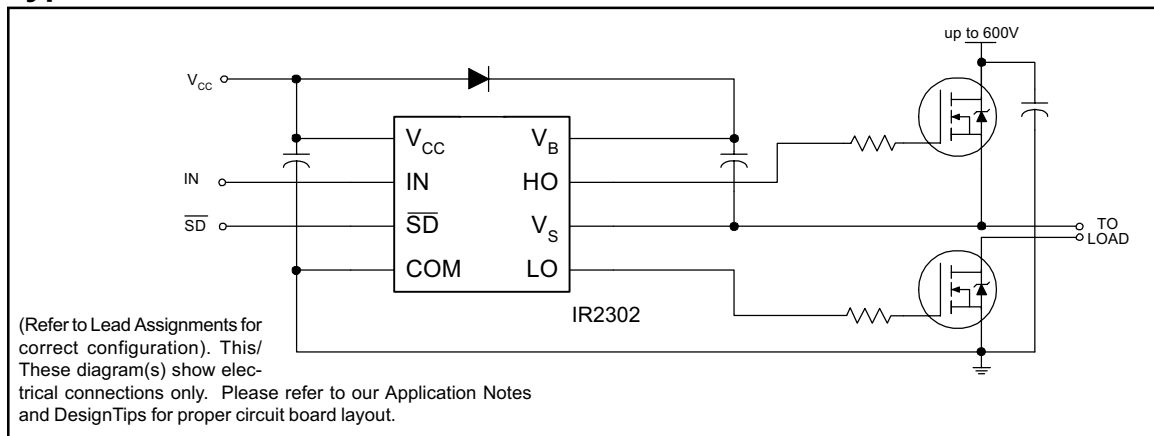 up to 600V
VCC
VCC
VB
IN
IN
HO
SD
SD
VS
TO
LOAD
COM
LO
IR2302
(Refer to Lead Assignments for
correct configuration). This/
These diagram(s) show elec-
trical connections only. Please refer to our Application Notes
and DesignTips for proper circuit board layout.